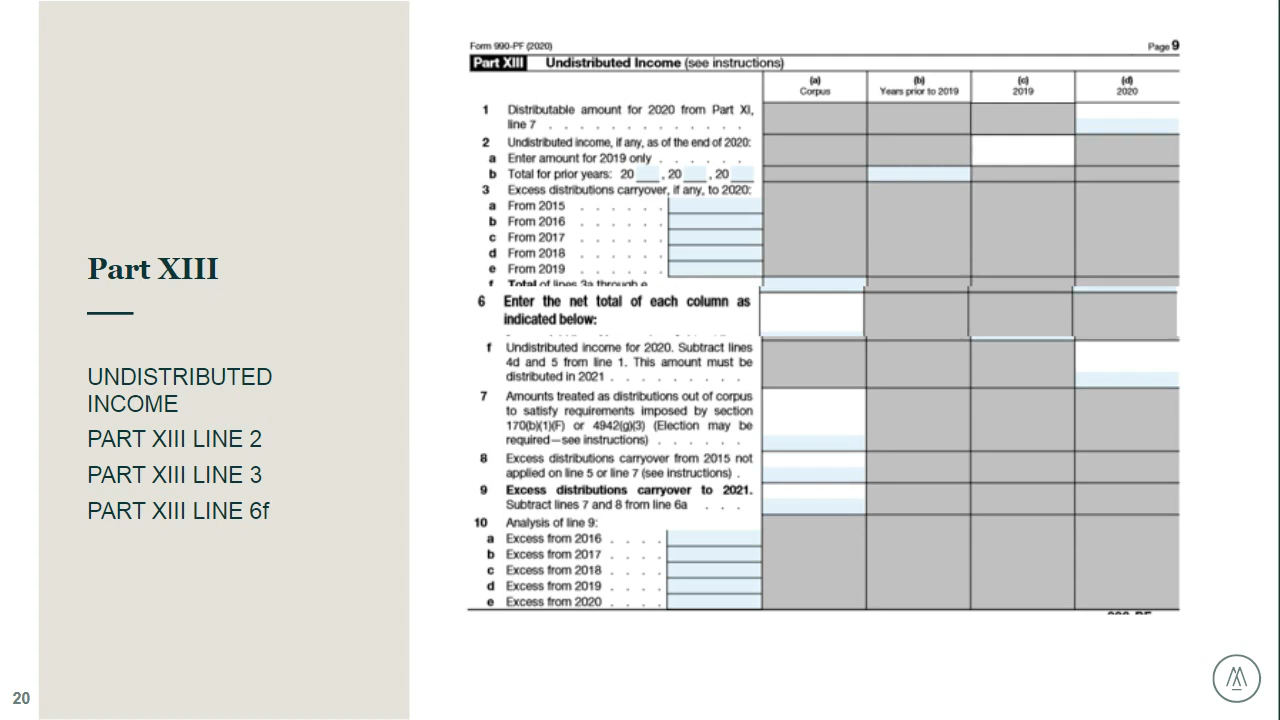 Part XIII
UNDISTRIBUTED
INCOME
PART XIII LINE 2
PART XIII LINE 3
PART XIII LINE 6f
20
Form 990-PF (2020) Page 9
Part XIII Undistributed Income (see instructions)
(a) (b) (c) (d)
Corpus Years prior to 2019 2019 2020
1 Distributable amount for 2020 from Part XI,
line 7 . . . . . . . . . . . . .
2 Undistributed income, if any, as of the end of 2020:
a Enter amount for 2019 only . . . . . .
b Total for prior years: 20 ___ , 20 ___ , 20 ___
3 Excess distributions carryover, if any, to 2020:
a From 2015 . . . . . .
b From 2016 . . . . . .
c From 2017 . . . . . .
d From 2018 . . . . . .
e From 2019 . . . . . .
f Total of lines 3a through e
6 Enter the net total of each column as
indicated below:
f Undistributed income for 2020. Subtract lines
4d and 5 from line 1. This amount must be
distributed in 2021 . . . . . . . . .
7 Amounts treated as distributions out of corpus
to satisfy requirements imposed by section
170(b)(1)(F) or 4942(g)(3) (Election may be
required—see instructions) . . . . . .
8 Excess distributions carryover from 2015 not
applied on line 5 or line 7 (see instructions) .
9 Excess distributions carryover to 2021.
Subtract lines 7 and 8 from line 6a . . .
10 Analysis of line 9:
a Excess from 2016 . . . .
b Excess from 2017 . . . .
c Excess from 2018 . . . .
d Excess from 2019 . . . .
e Excess from 2020 . . . .